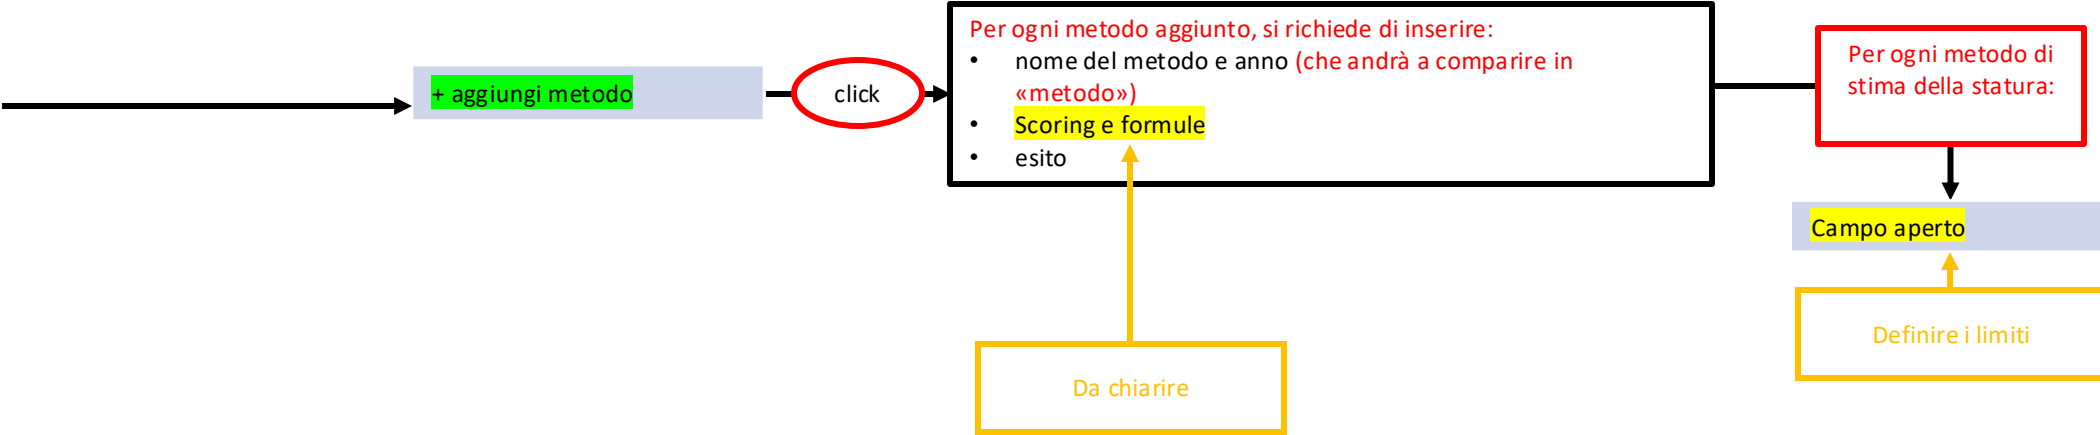 + aggiungi metodo
click
Per ogni metodo aggiunto, si richiede di inserire:
• nome del metodo e anno (che andrà a comparire in
«metodo»)
• Scoring e formule
• esito
Per ogni metodo di
stima della statura:
Campo aperto
Definire i limiti
Da chiarire